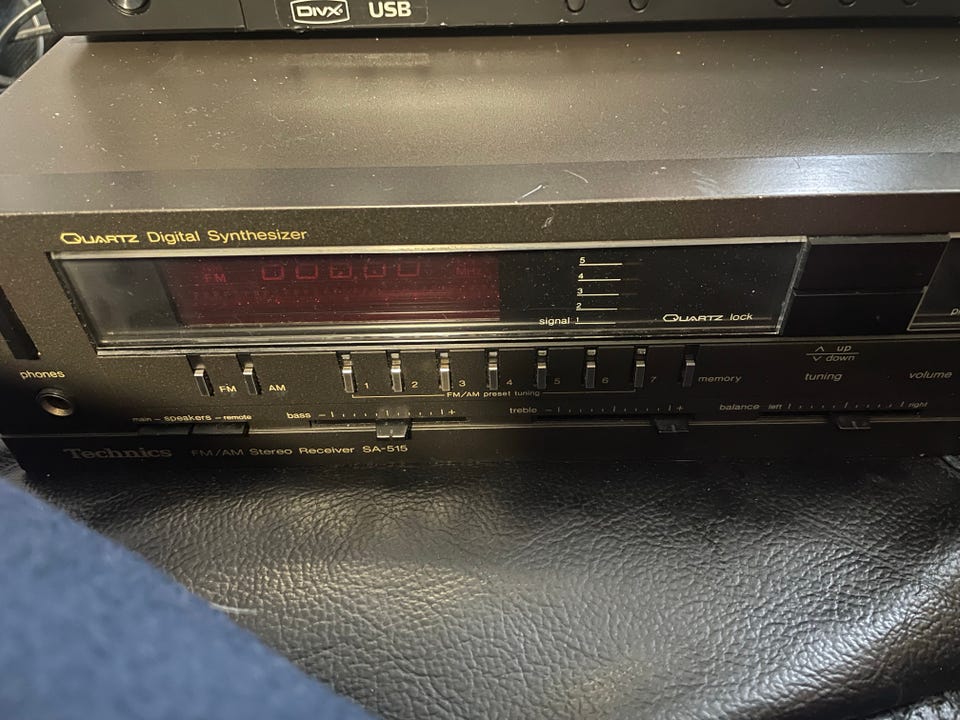 DIVX USB
QUARTZ Digital Synthesizer
FM MHz
5
4
3
2
signal 1
QUARTZ lock
up
down
phones
FM AM
1 2 3 4 5 6 7 memory
FM/AM preset tuning
tuning
volume
main – speakers – remote
bass – +
treble – +
balance left right
Technics FM/AM Stereo Receiver SA-515